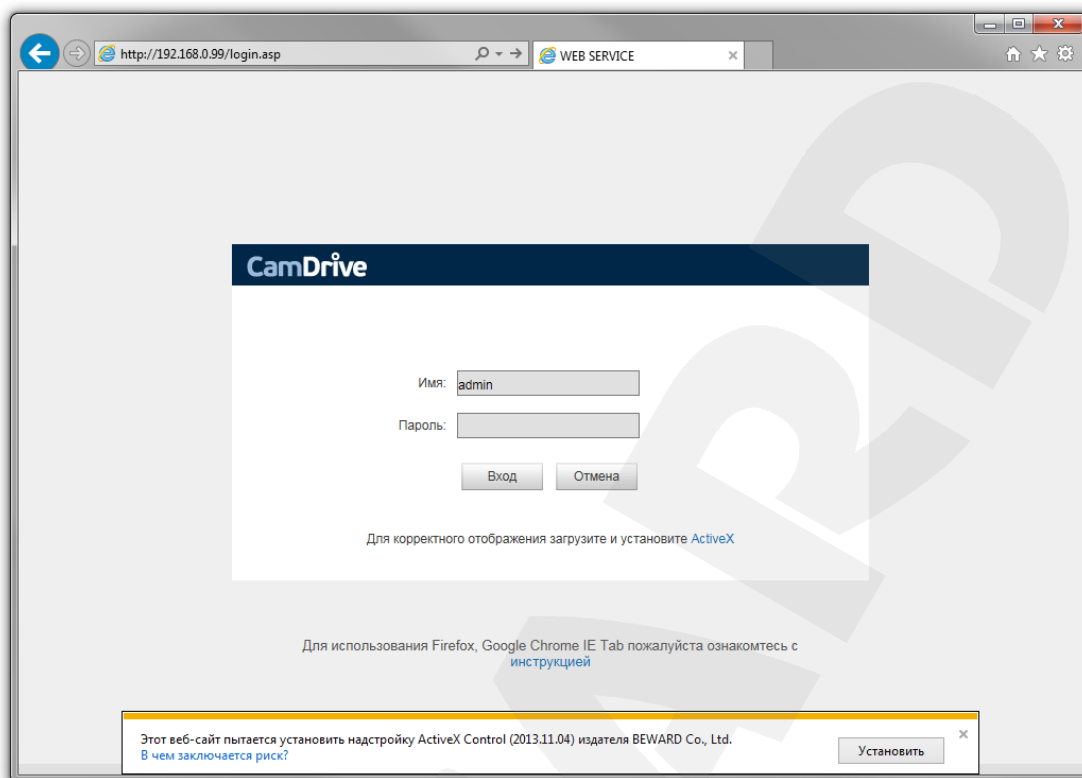 http://192.168.0.99/login.asp
WEB SERVICE
CamDrive
Имя: admin
Пароль:
Вход Отмена
Для корректного отображения загрузите и установите ActiveX
Для использования Firefox, Google Chrome IE Tab пожалуйста ознакомтесь с
инструкцией
Этот веб-сайт пытается установить надстройку ActiveX Control (2013.11.04) издателя BEWARD Co., Ltd.
В чем заключается риск?
Установить